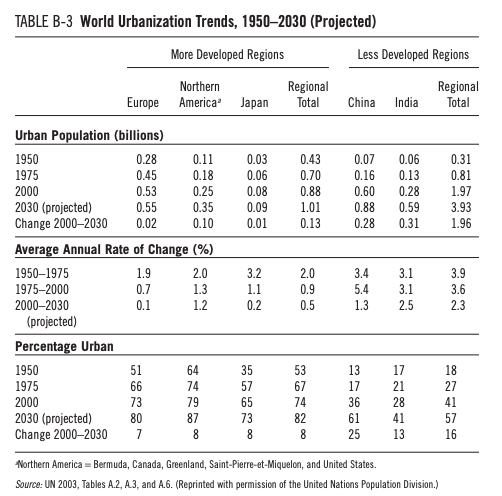 TABLE B-3 World Urbanization Trends, 1950–2030 (Projected)
More Developed Regions Less Developed Regions
Northern Regional Regional
Europe Americaᵃ Japan Total China India Total
Urban Population (billions)
1950 0.28 0.11 0.03 0.43 0.07 0.06 0.31
1975 0.45 0.18 0.06 0.70 0.16 0.13 0.81
2000 0.53 0.25 0.08 0.88 0.60 0.28 1.97
2030 (projected) 0.55 0.35 0.09 1.01 0.88 0.59 3.93
Change 2000–2030 0.02 0.10 0.01 0.13 0.28 0.31 1.96
Average Annual Rate of Change (%)
1950–1975 1.9 2.0 3.2 2.0 3.4 3.1 3.9
1975–2000 0.7 1.3 1.1 0.9 5.4 3.1 3.6
2000–2030 0.1 1.2 0.2 0.5 1.3 2.5 2.3
(projected)
Percentage Urban
1950 51 64 35 53 13 17 18
1975 66 74 57 67 17 21 27
2000 73 79 65 74 36 28 41
2030 (projected) 80 87 73 82 61 41 57
Change 2000–2030 7 8 8 8 25 13 16
ᵃNorthern America = Bermuda, Canada, Greenland, Saint-Pierre-et-Miquelon, and United States.
Source: UN 2003, Tables A.2, A.3, and A.6. (Reprinted with permission of the United Nations Population Division.)